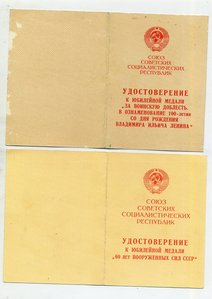 СОЮЗ
СОВЕТСКИХ
СОЦИАЛИСТИЧЕСКИХ
РЕСПУБЛИК
УДОСТОВЕРЕНИЕ
К ЮБИЛЕЙНОЙ МЕДАЛИ
„ЗА ВОИНСКУЮ ДОБЛЕСТЬ.
В ОЗНАМЕНОВАНИЕ 100-летия
СО ДНЯ РОЖДЕНИЯ
ВЛАДИМИРА ИЛЬИЧА ЛЕНИНА“
СОЮЗ
СОВЕТСКИХ
СОЦИАЛИСТИЧЕСКИХ
РЕСПУБЛИК
УДОСТОВЕРЕНИЕ
К ЮБИЛЕЙНОЙ МЕДАЛИ
„60 ЛЕТ ВООРУЖЕННЫХ СИЛ СССР“